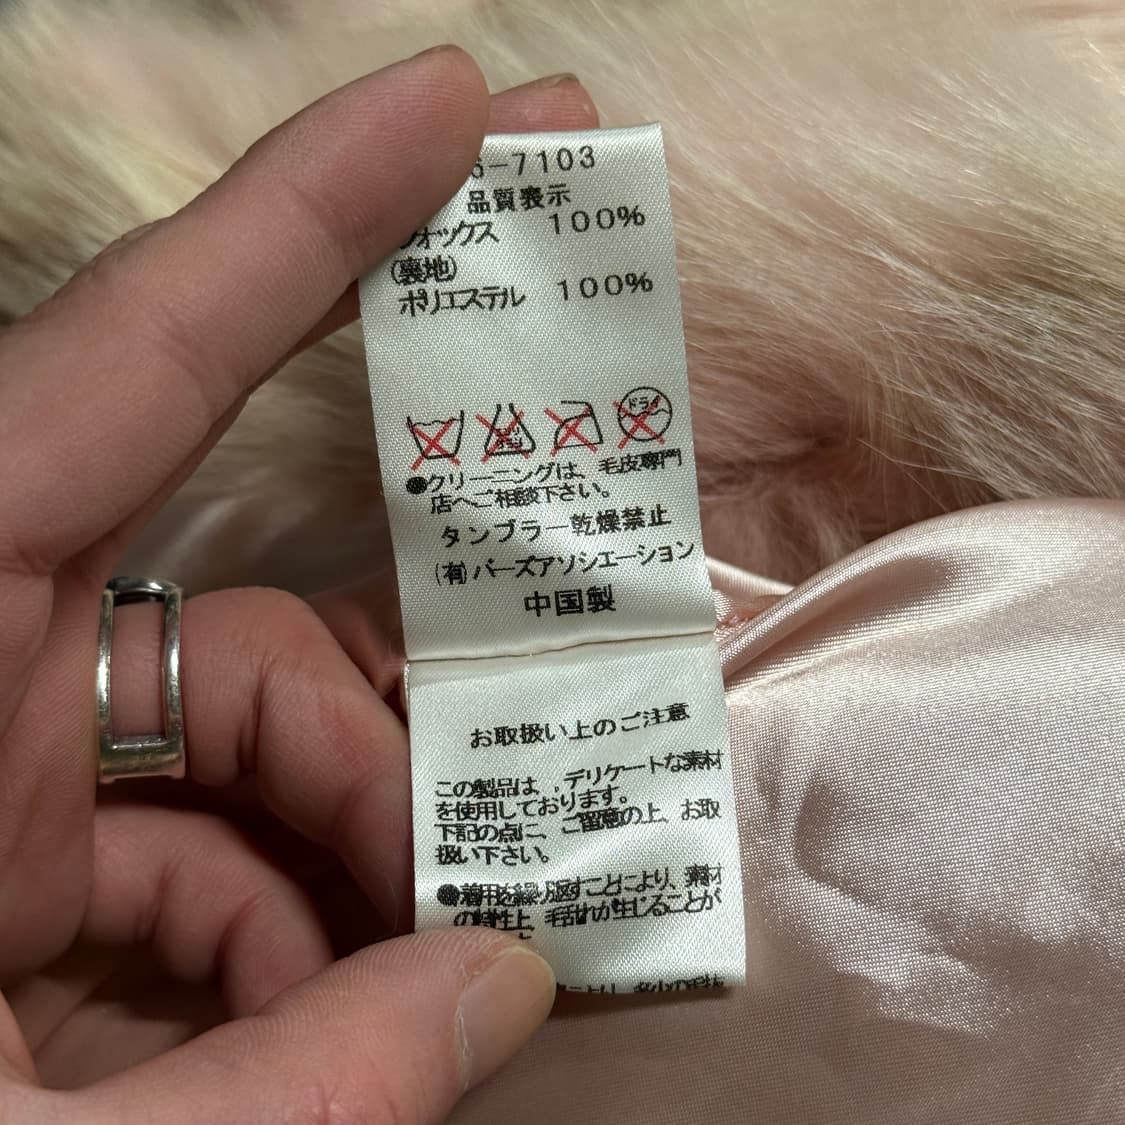 6-7103
品質表示
フォックス 100%
(裏地)
ポリエステル 100%
ドライ
●クリーニングは、毛皮専門
店へご相談下さい。
タンブラー乾燥禁止
(有)バーズアソシエーション
中国製
お取扱い上のご注意
この製品は、デリケートな素材
を使用しております。
下記の点に、ご留意の上、お取
扱い下さい。
●着用を繰り返すことにより、素材
の特性上、毛括れが生じることが